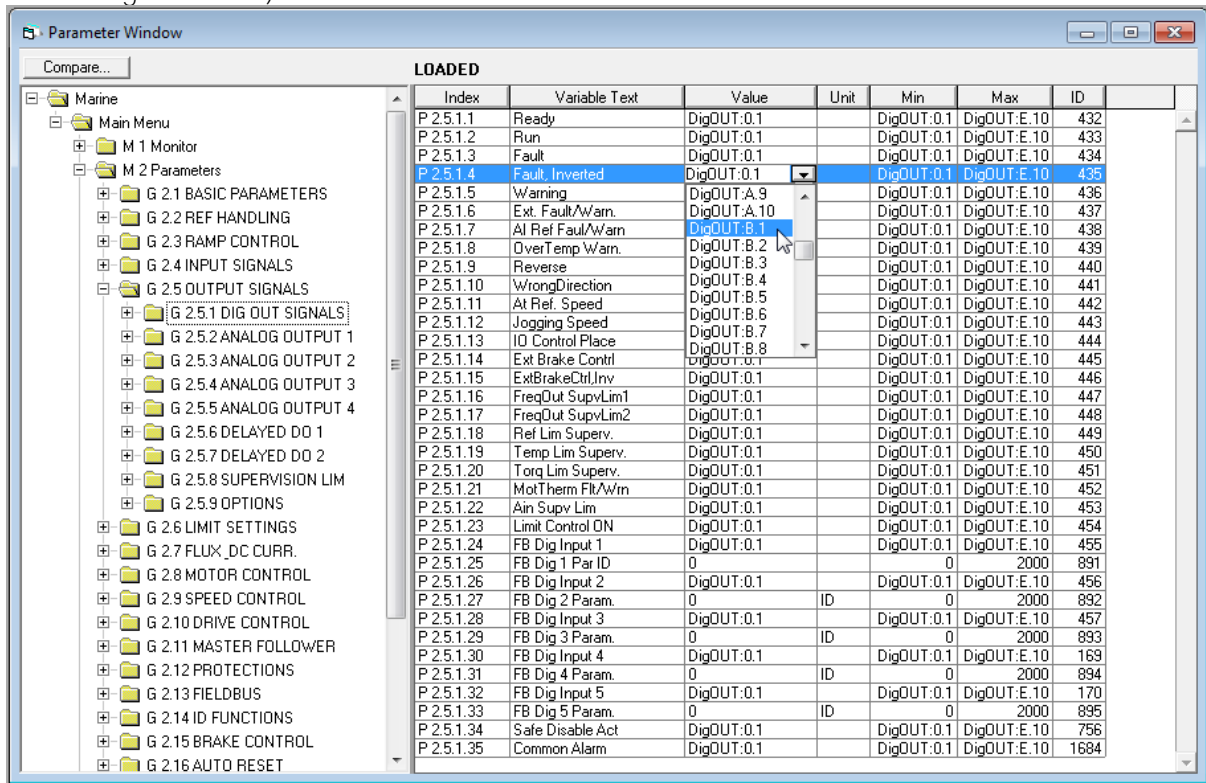 Parameter Window
Compare...
LOADED
Marine
Main Menu
M 1 Monitor
M 2 Parameters
G 2.1 BASIC PARAMETERS
G 2.2 REF HANDLING
G 2.3 RAMP CONTROL
G 2.4 INPUT SIGNALS
G 2.5 OUTPUT SIGNALS
G 2.5.1 DIG OUT SIGNALS
G 2.5.2 ANALOG OUTPUT 1
G 2.5.3 ANALOG OUTPUT 2
G 2.5.4 ANALOG OUTPUT 3
G 2.5.5 ANALOG OUTPUT 4
G 2.5.6 DELAYED DO 1
G 2.5.7 DELAYED DO 2
G 2.5.8 SUPERVISION LIM
G 2.5.9 OPTIONS
G 2.6 LIMIT SETTINGS
G 2.7 FLUX_DC CURR.
G 2.8 MOTOR CONTROL
G 2.9 SPEED CONTROL
G 2.10 DRIVE CONTROL
G 2.11 MASTER FOLLOWER
G 2.12 PROTECTIONS
G 2.13 FIELDBUS
G 2.14 ID FUNCTIONS
G 2.15 BRAKE CONTROL
G 2.16 AUTO RESET
Index Variable Text Value Unit Min Max ID
P 2.5.1.1 Ready DigOUT:0.1 DigOUT:0.1 DigOUT:E.10 432
P 2.5.1.2 Run DigOUT:0.1 DigOUT:0.1 DigOUT:E.10 433
P 2.5.1.3 Fault DigOUT:0.1 DigOUT:0.1 DigOUT:E.10 434
P 2.5.1.4 Fault, Inverted DigOUT:0.1 DigOUT:0.1 DigOUT:E.10 435
P 2.5.1.5 Warning DigOUT:A.9 DigOUT:0.1 DigOUT:E.10 436
P 2.5.1.6 Ext. Fault/Warn. DigOUT:A.10 DigOUT:0.1 DigOUT:E.10 437
P 2.5.1.7 AI Ref Faul/Warn DigOUT:B.1 DigOUT:0.1 DigOUT:E.10 438
P 2.5.1.8 OverTemp Warn. DigOUT:B.2 DigOUT:0.1 DigOUT:E.10 439
P 2.5.1.9 Reverse DigOUT:B.3 DigOUT:0.1 DigOUT:E.10 440
P 2.5.1.10 WrongDirection DigOUT:B.4 DigOUT:0.1 DigOUT:E.10 441
P 2.5.1.11 At Ref. Speed DigOUT:B.5 DigOUT:0.1 DigOUT:E.10 442
P 2.5.1.12 Jogging Speed DigOUT:B.6 DigOUT:0.1 DigOUT:E.10 443
P 2.5.1.13 IO Control Place DigOUT:B.7 DigOUT:0.1 DigOUT:E.10 444
DigOUT:B.8
P 2.5.1.14 Ext Brake Contrl DigOUT:0.1 DigOUT:0.1 DigOUT:E.10 445
P 2.5.1.15 ExtBrakeCtrl,Inv DigOUT:0.1 DigOUT:0.1 DigOUT:E.10 446
P 2.5.1.16 FreqOut SupvLim1 DigOUT:0.1 DigOUT:0.1 DigOUT:E.10 447
P 2.5.1.17 FreqOut SupvLim2 DigOUT:0.1 DigOUT:0.1 DigOUT:E.10 448
P 2.5.1.18 Ref Lim Superv. DigOUT:0.1 DigOUT:0.1 DigOUT:E.10 449
P 2.5.1.19 Temp Lim Superv. DigOUT:0.1 DigOUT:0.1 DigOUT:E.10 450
P 2.5.1.20 Torq Lim Superv. DigOUT:0.1 DigOUT:0.1 DigOUT:E.10 451
P 2.5.1.21 MotTherm Flt/Wrn DigOUT:0.1 DigOUT:0.1 DigOUT:E.10 452
P 2.5.1.22 Ain Supv Lim DigOUT:0.1 DigOUT:0.1 DigOUT:E.10 453
P 2.5.1.23 Limit Control ON DigOUT:0.1 DigOUT:0.1 DigOUT:E.10 454
P 2.5.1.24 FB Dig Input 1 DigOUT:0.1 DigOUT:0.1 DigOUT:E.10 455
P 2.5.1.25 FB Dig 1 Par ID 0 0 2000 891
P 2.5.1.26 FB Dig Input 2 DigOUT:0.1 DigOUT:0.1 DigOUT:E.10 456
P 2.5.1.27 FB Dig 2 Param. 0 ID 0 2000 892
P 2.5.1.28 FB Dig Input 3 DigOUT:0.1 DigOUT:0.1 DigOUT:E.10 457
P 2.5.1.29 FB Dig 3 Param. 0 ID 0 2000 893
P 2.5.1.30 FB Dig Input 4 DigOUT:0.1 DigOUT:0.1 DigOUT:E.10 169
P 2.5.1.31 FB Dig 4 Param. 0 ID 0 2000 894
P 2.5.1.32 FB Dig Input 5 DigOUT:0.1 DigOUT:0.1 DigOUT:E.10 170
P 2.5.1.33 FB Dig 5 Param. 0 ID 0 2000 895
P 2.5.1.34 Safe Disable Act DigOUT:0.1 DigOUT:0.1 DigOUT:E.10 756
P 2.5.1.35 Common Alarm DigOUT:0.1 DigOUT:0.1 DigOUT:E.10 1684